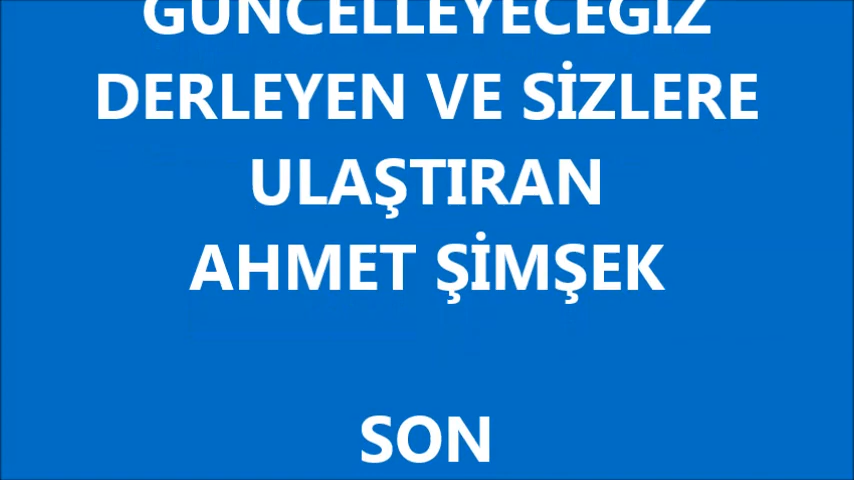 GÜNCELLEYECEĞİZ
DERLEYEN VE SİZLERE
ULAŞTIRAN
AHMET ŞİMŞEK
SON